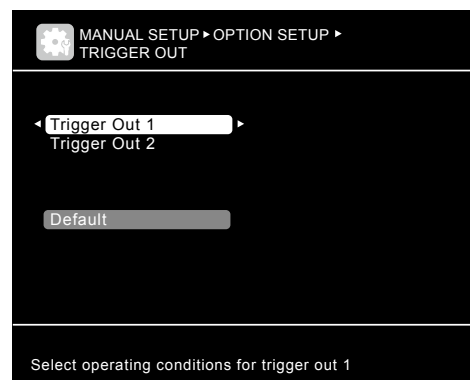 MANUAL SETUP ▸ OPTION SETUP ▸
TRIGGER OUT
◂ Trigger Out 1 ▸
Trigger Out 2
Default
Select operating conditions for trigger out 1